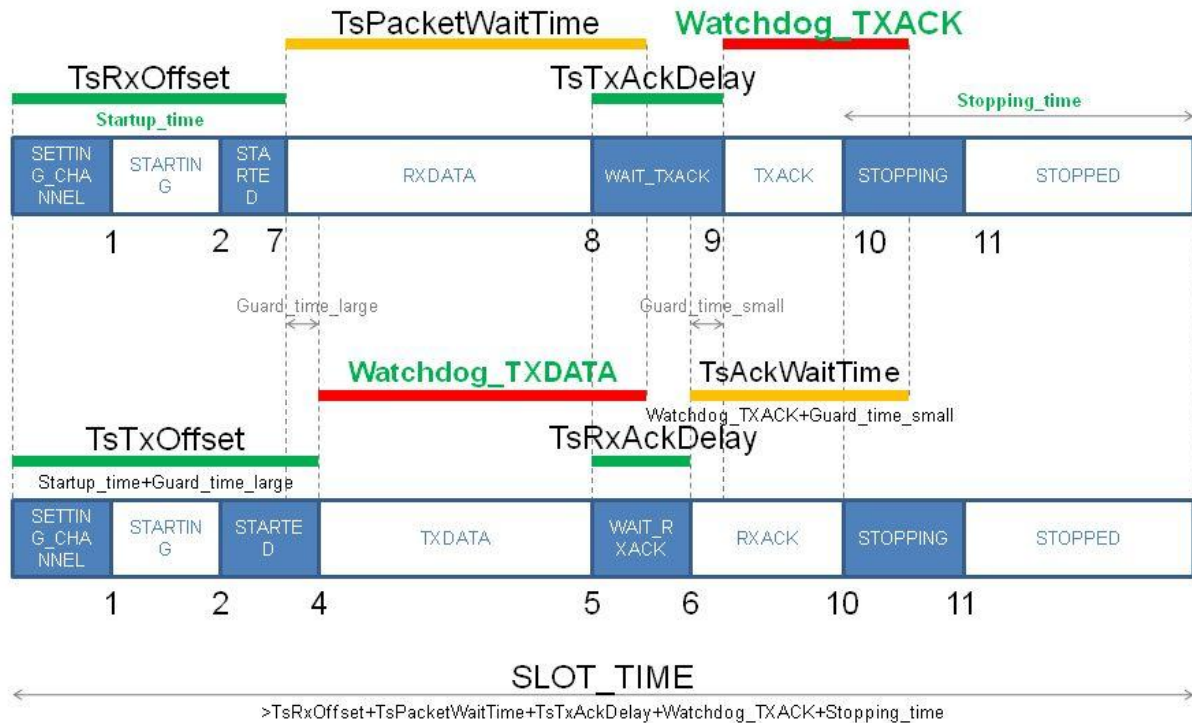 TsPacketWaitTime
Watchdog_TXACK
TsRxOffset
TsTxAckDelay
Startup_time
Stopping_time
SETTIN
G_CHA
NNEL
STARTIN
G
STA
RTE
D
RXDATA
WAIT_TXACK
TXACK
STOPPING
STOPPED
1
2
7
8
9
10
11
Guard_time_large
Guard_time_small
Watchdog_TXDATA
TsAckWaitTime
Watchdog_TXACK+Guard_time_small
TsTxOffset
TsRxAckDelay
Startup_time+Guard_time_large
SETTIN
G_CHA
NNEL
STARTIN
G
STARTE
D
TXDATA
WAIT_R
XACK
RXACK
STOPPING
STOPPED
1
2
4
5
6
10
11
SLOT_TIME
>TsRxOffset+TsPacketWaitTime+TsTxAckDelay+Watchdog_TXACK+Stopping_time